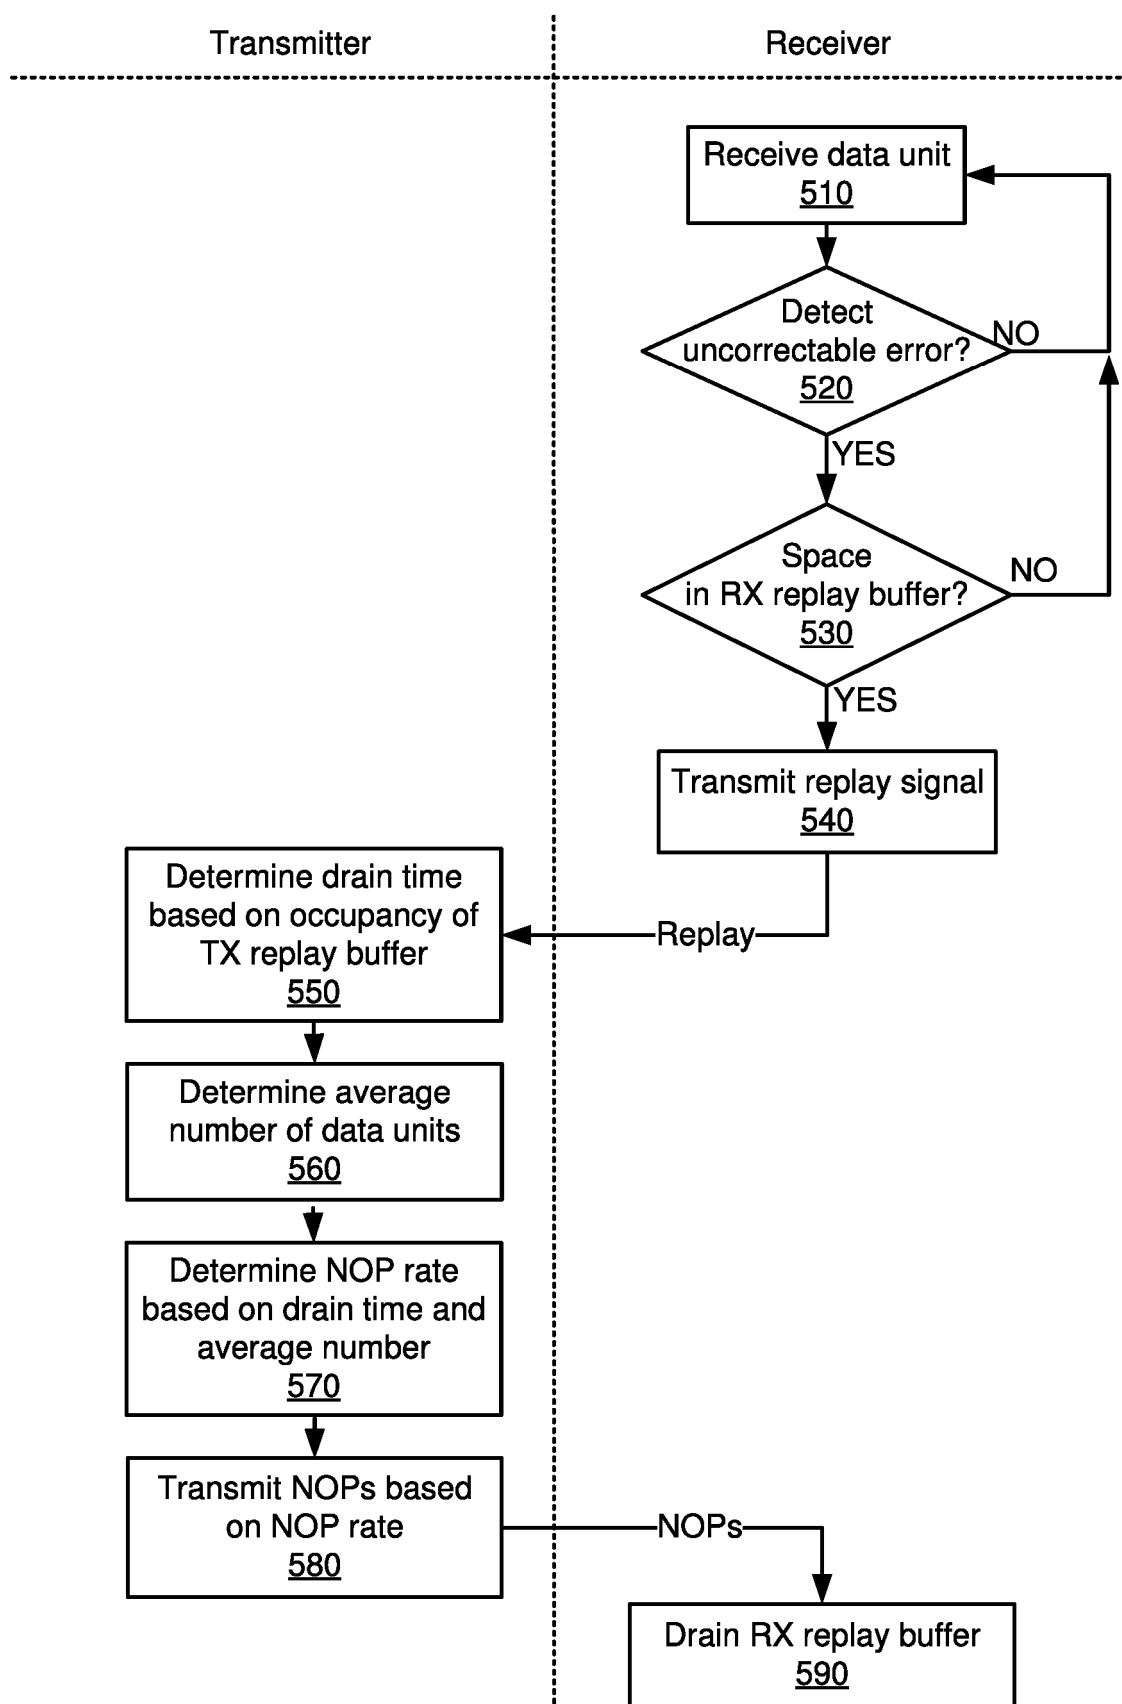 Transmitter
Receiver
Receive data unit
510
Detect
uncorrectable error?
520
NO
YES
Space
in RX replay buffer?
530
NO
YES
Transmit replay signal
540
Replay
Determine drain time
based on occupancy of
TX replay buffer
550
Determine average
number of data units
560
Determine NOP rate
based on drain time and
average number
570
Transmit NOPs based
on NOP rate
580
NOPs
Drain RX replay buffer
590